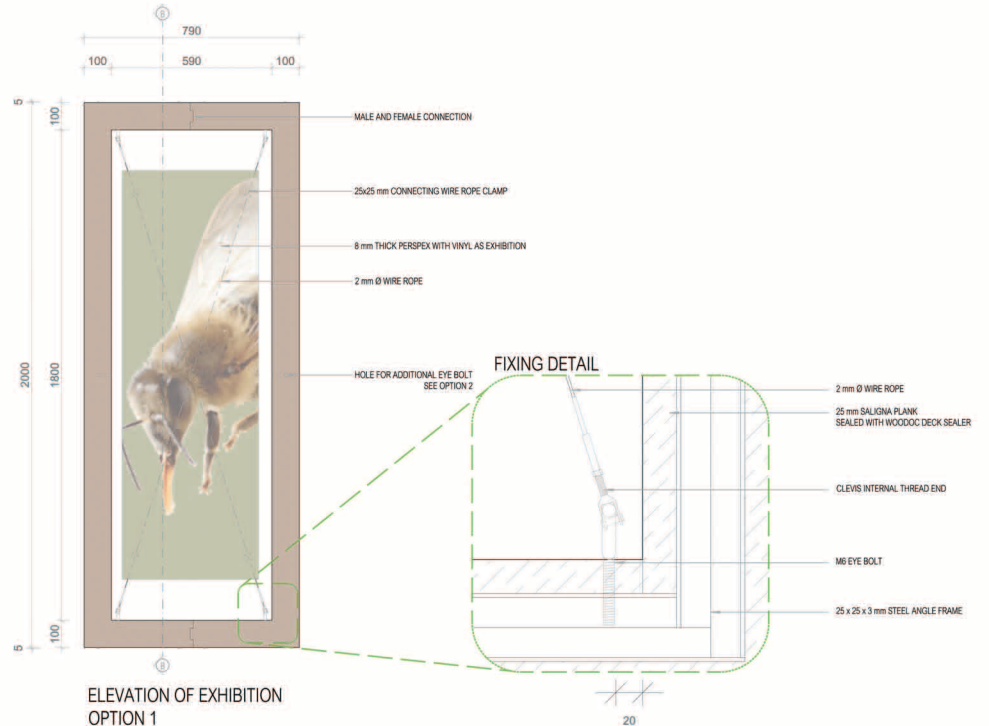 B
790
100
590
100
5
100
2000
1800
100
5
MALE AND FEMALE CONNECTION
25x25 mm CONNECTING WIRE ROPE CLAMP
8 mm THICK PERSPEX WITH VINYL AS EXHIBITION
2 mm Ø WIRE ROPE
HOLE FOR ADDITIONAL EYE BOLT
SEE OPTION 2
FIXING DETAIL
2 mm Ø WIRE ROPE
25 mm SALIGNA PLANK
SEALED WITH WOODOC DECK SEALER
CLEVIS INTERNAL THREAD END
M6 EYE BOLT
25 x 25 x 3 mm STEEL ANGLE FRAME
B
20
ELEVATION OF EXHIBITION
OPTION 1